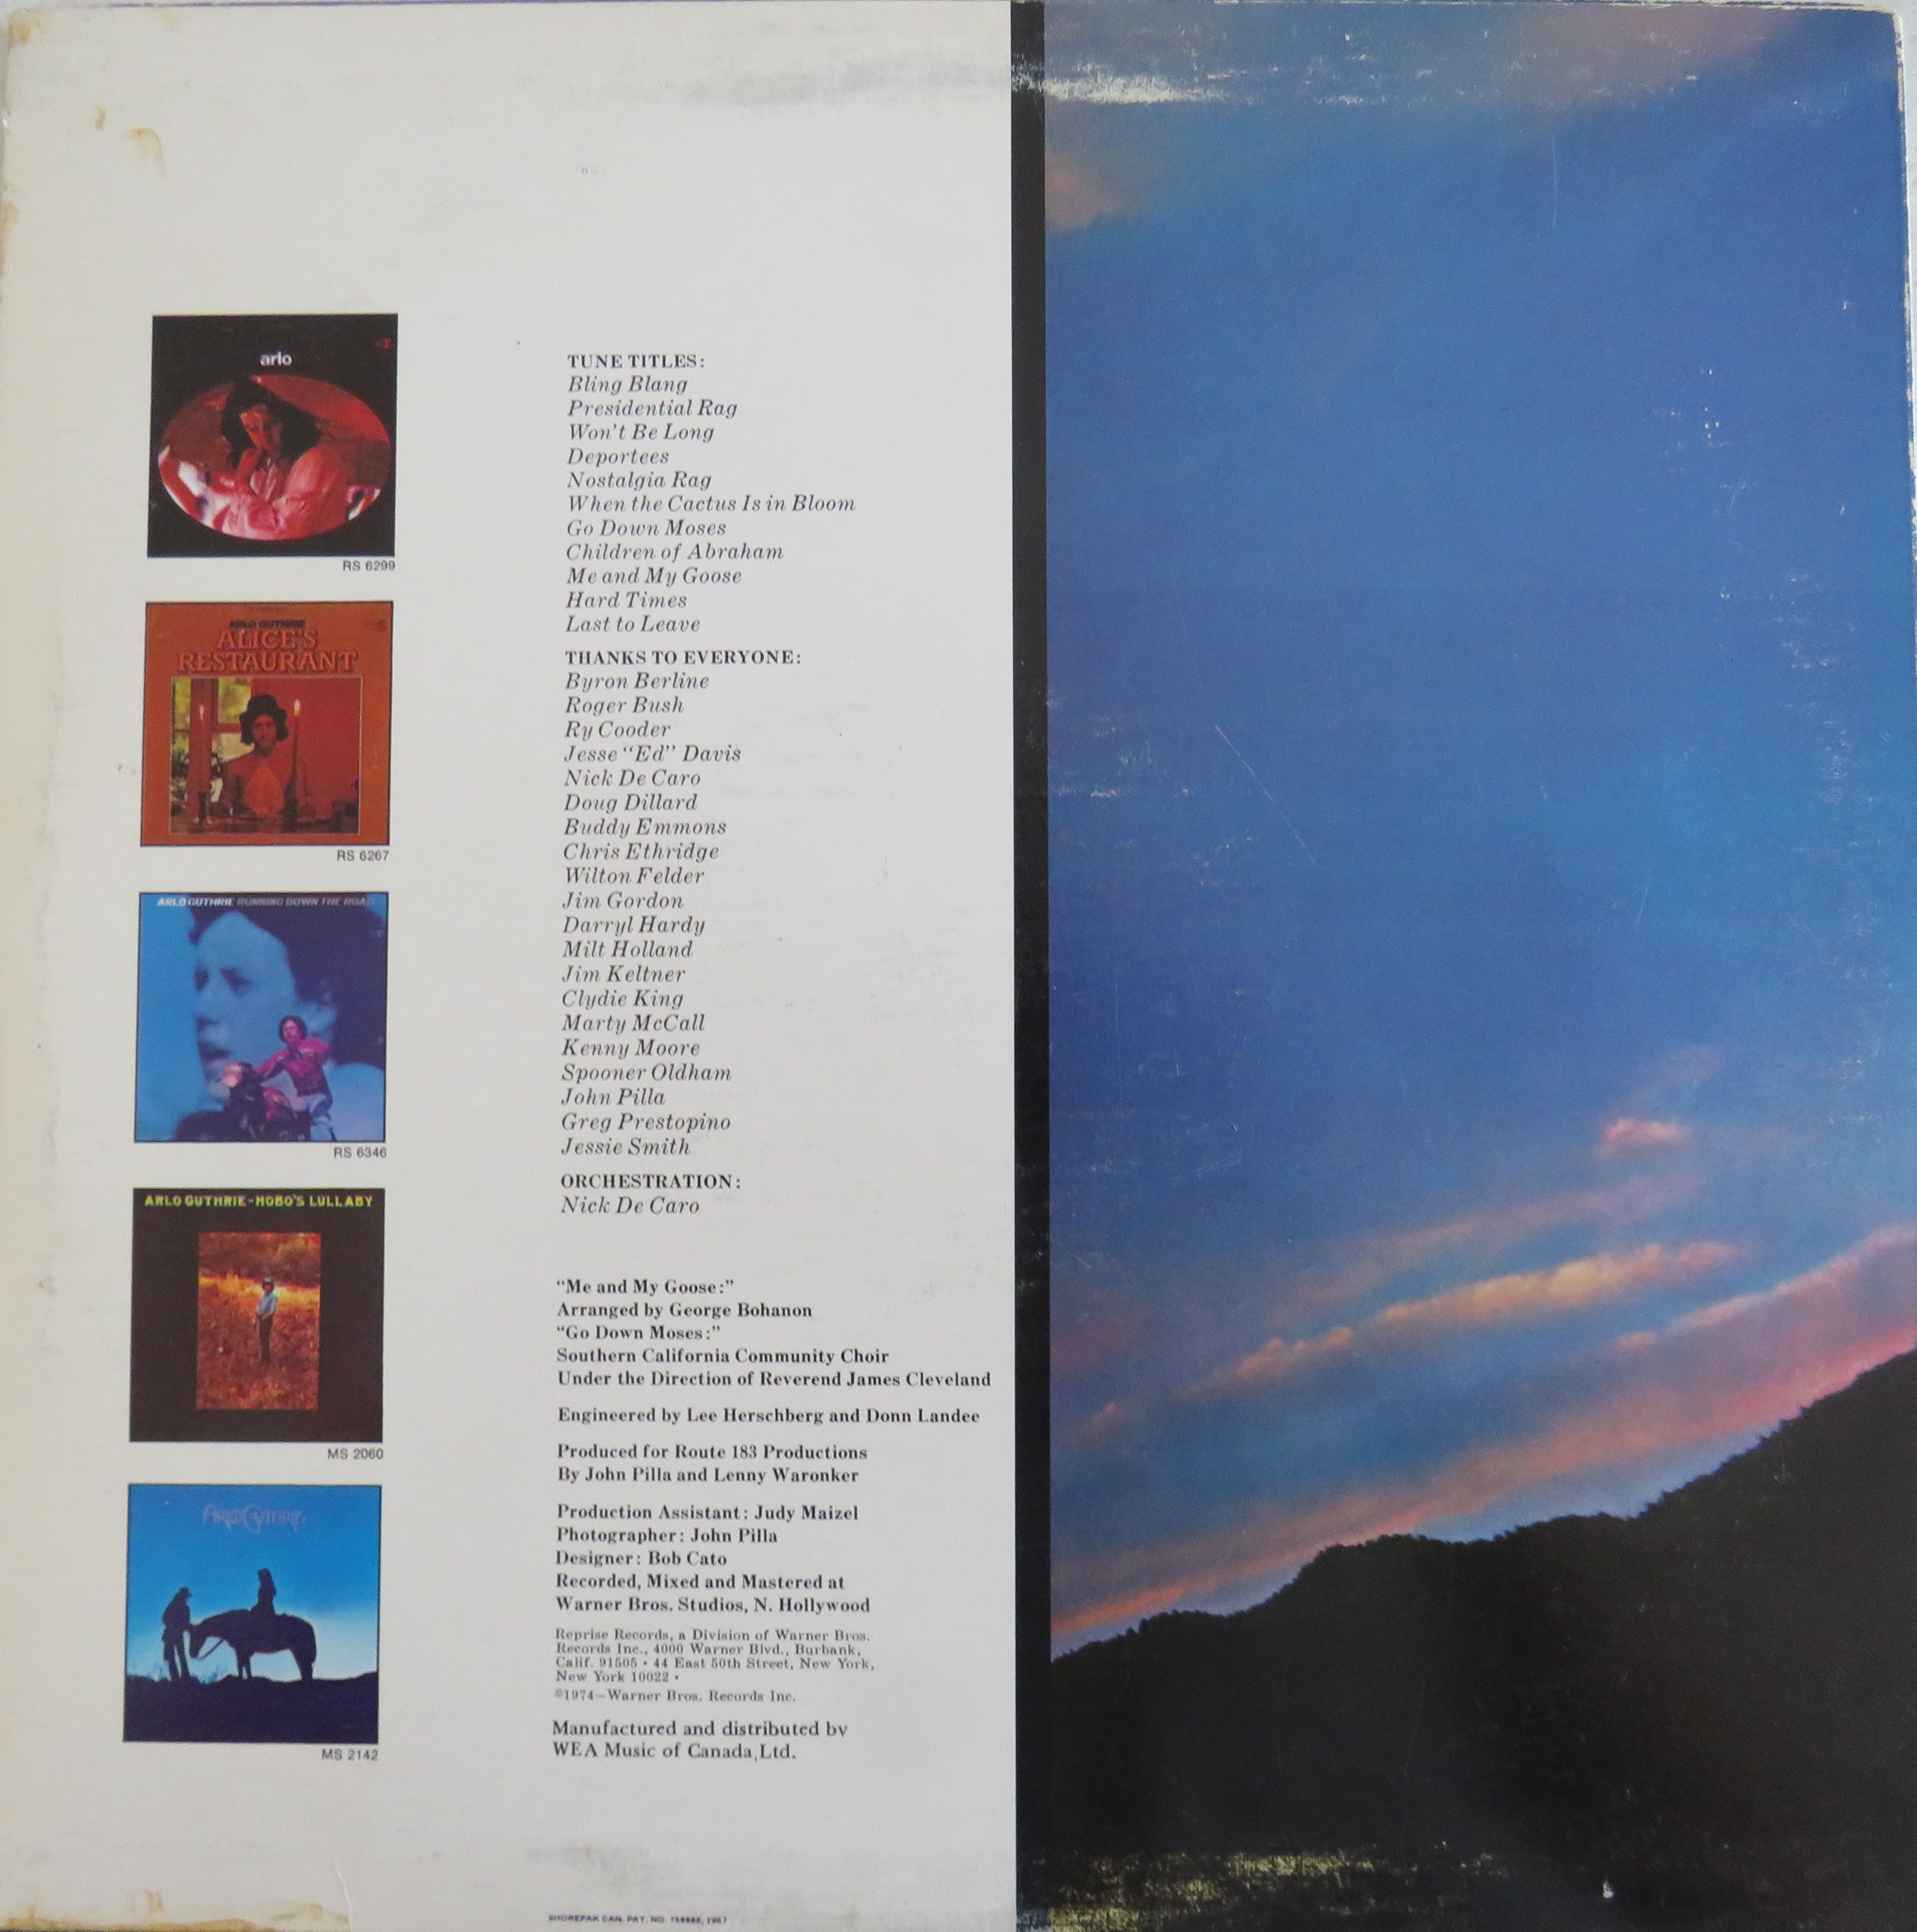 arlo
RS 6299
ARLO GUTHRIE
ALICE'S
RESTAURANT
RS 6267
ARLO GUTHRIE RUNNING DOWN THE ROAD
RS 6346
ARLO GUTHRIE-HOBO'S LULLABY
MS 2060
ARLO GUTHRIE
MS 2142
TUNE TITLES:
Bling Blang
Presidential Rag
Won't Be Long
Deportees
Nostalgia Rag
When the Cactus Is in Bloom
Go Down Moses
Children of Abraham
Me and My Goose
Hard Times
Last to Leave
THANKS TO EVERYONE:
Byron Berline
Roger Bush
Ry Cooder
Jesse “Ed” Davis
Nick De Caro
Doug Dillard
Buddy Emmons
Chris Ethridge
Wilton Felder
Jim Gordon
Darryl Hardy
Milt Holland
Jim Keltner
Clydie King
Marty McCall
Kenny Moore
Spooner Oldham
John Pilla
Greg Prestopino
Jessie Smith
ORCHESTRATION:
Nick De Caro
“Me and My Goose:”
Arranged by George Bohanon
“Go Down Moses:”
Southern California Community Choir
Under the Direction of Reverend James Cleveland
Engineered by Lee Herschberg and Donn Landee
Produced for Route 183 Productions
By John Pilla and Lenny Waronker
Production Assistant: Judy Maizel
Photographer: John Pilla
Designer: Bob Cato
Recorded, Mixed and Mastered at
Warner Bros. Studios, N. Hollywood
Reprise Records, a Division of Warner Bros.
Records Inc., 4000 Warner Blvd., Burbank,
Calif. 91505 • 44 East 50th Street, New York,
New York 10022 •
©1974—Warner Bros. Records Inc.
Manufactured and distributed by
WEA Music of Canada, Ltd.
SHOREPAK CAN. PAT. NO.